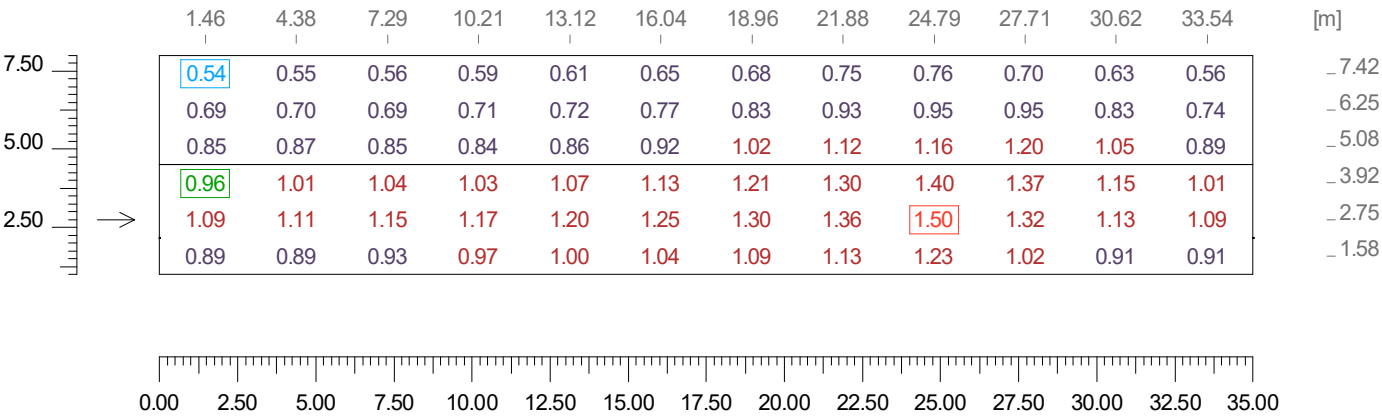 1.46 4.38 7.29 10.21 13.12 16.04 18.96 21.88 24.79 27.71 30.62 33.54 [m]
7.50 0.54 0.55 0.56 0.59 0.61 0.65 0.68 0.75 0.76 0.70 0.63 0.56 7.42
0.69 0.70 0.69 0.71 0.72 0.77 0.83 0.93 0.95 0.95 0.83 0.74 6.25
5.00 0.85 0.87 0.85 0.84 0.86 0.92 1.02 1.12 1.16 1.20 1.05 0.89 5.08
0.96 1.01 1.04 1.03 1.07 1.13 1.21 1.30 1.40 1.37 1.15 1.01 3.92
2.50 1.09 1.11 1.15 1.17 1.20 1.25 1.30 1.36 1.50 1.32 1.13 1.09 2.75
0.89 0.89 0.93 0.97 1.00 1.04 1.09 1.13 1.23 1.02 0.91 0.91 1.58
0.00 2.50 5.00 7.50 10.00 12.50 15.00 17.50 20.00 22.50 25.00 27.50 30.00 32.50 35.00